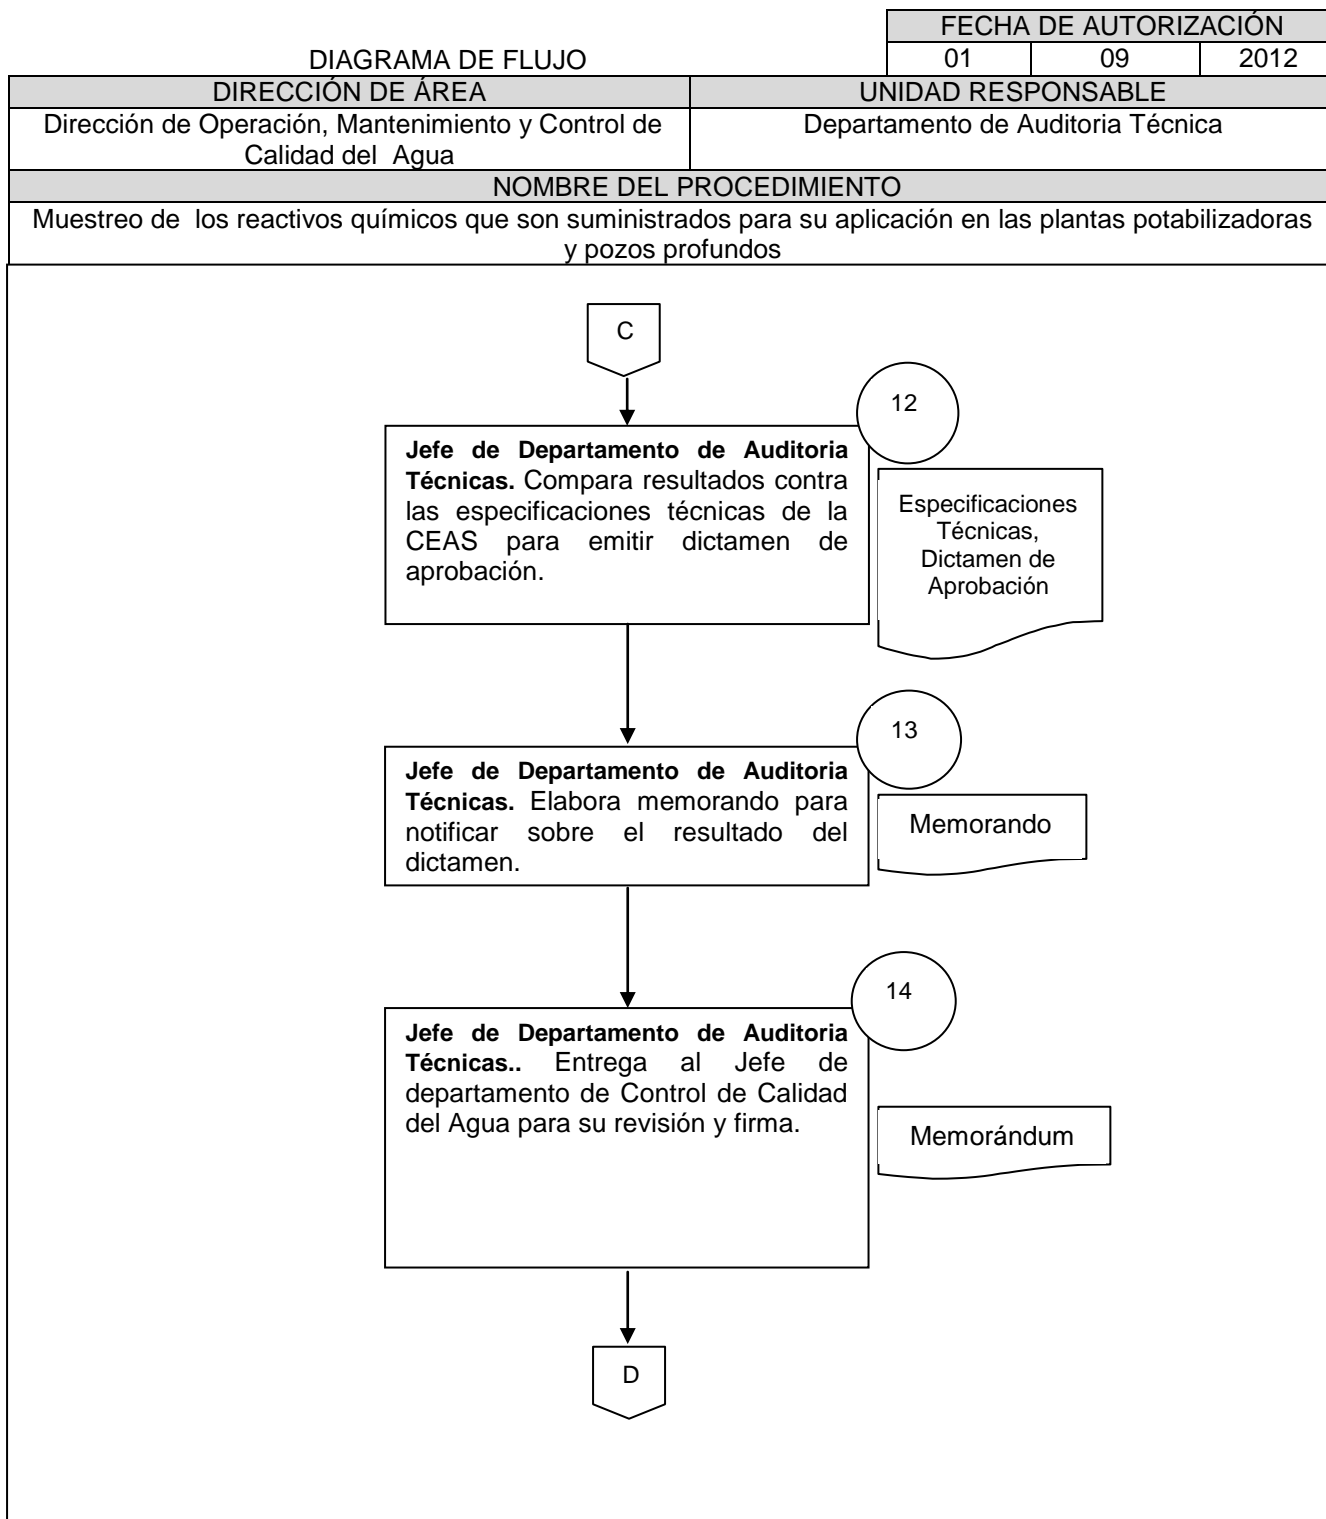 FECHA DE AUTORIZACIÓN
DIAGRAMA DE FLUJO 01 09 2012
DIRECCIÓN DE ÁREA UNIDAD RESPONSABLE
Dirección de Operación, Mantenimiento y Control de
Calidad del Agua
Departamento de Auditoria Técnica
NOMBRE DEL PROCEDIMIENTO
Muestreo de los reactivos químicos que son suministrados para su aplicación en las plantas potabilizadoras
y pozos profundos
C
12
Jefe de Departamento de Auditoria
Técnicas. Compara resultados contra
las especificaciones técnicas de la
CEAS para emitir dictamen de
aprobación.
Especificaciones
Técnicas,
Dictamen de
Aprobación
13
Jefe de Departamento de Auditoria
Técnicas. Elabora memorando para
notificar sobre el resultado del
dictamen.
Memorando
14
Jefe de Departamento de Auditoria
Técnicas.. Entrega al Jefe de
departamento de Control de Calidad
del Agua para su revisión y firma.
Memorándum
D